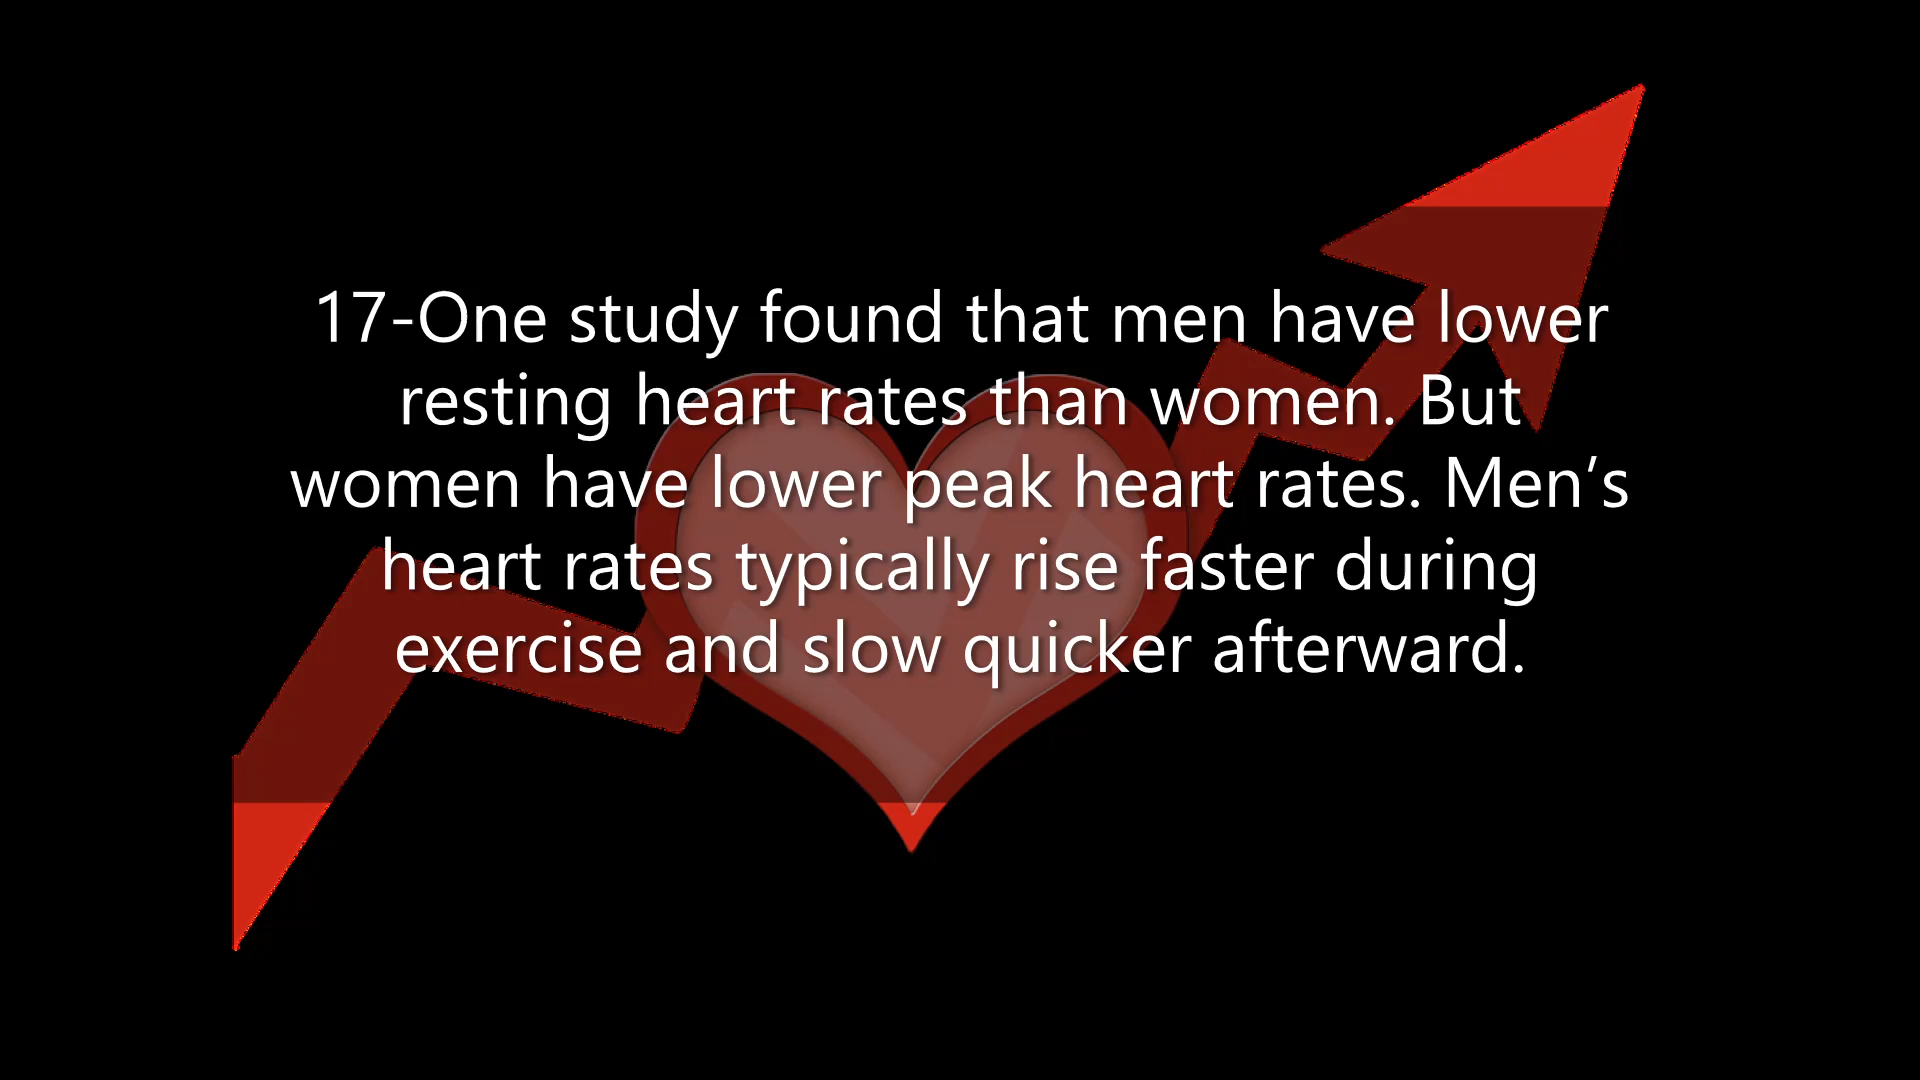 17-One study found that men have lower
resting heart rates than women. But
women have lower peak heart rates. Men’s
heart rates typically rise faster during
exercise and slow quicker afterward.